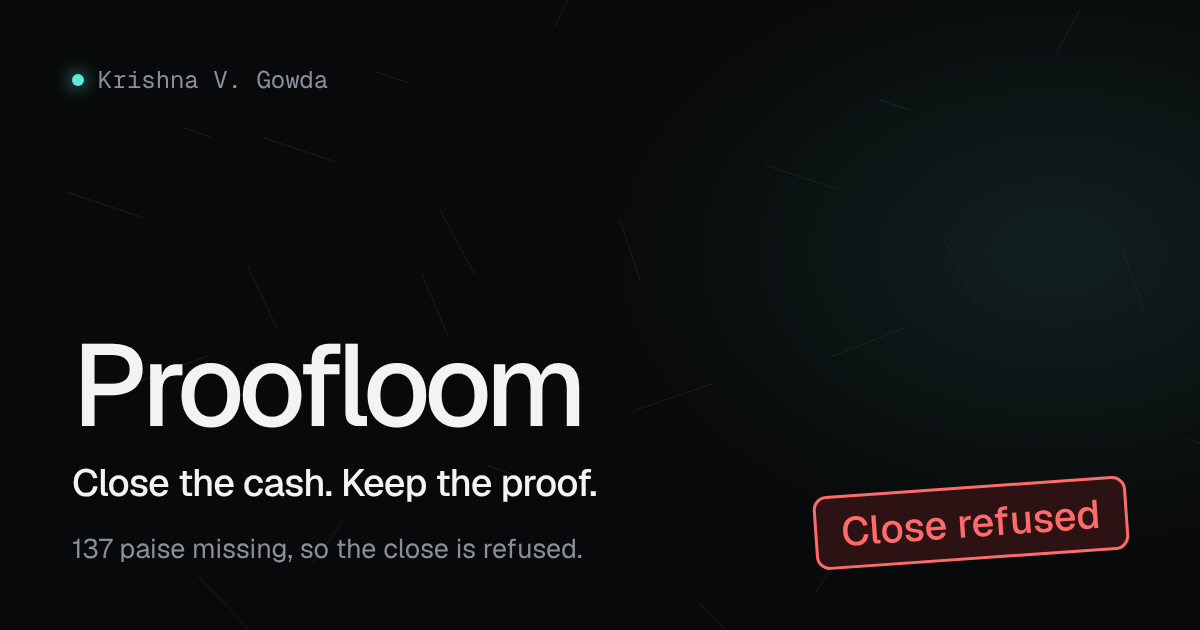 Krishna V. Gowda
Proofloom
Close the cash. Keep the proof.
137 paise missing, so the close is refused.
Close refused